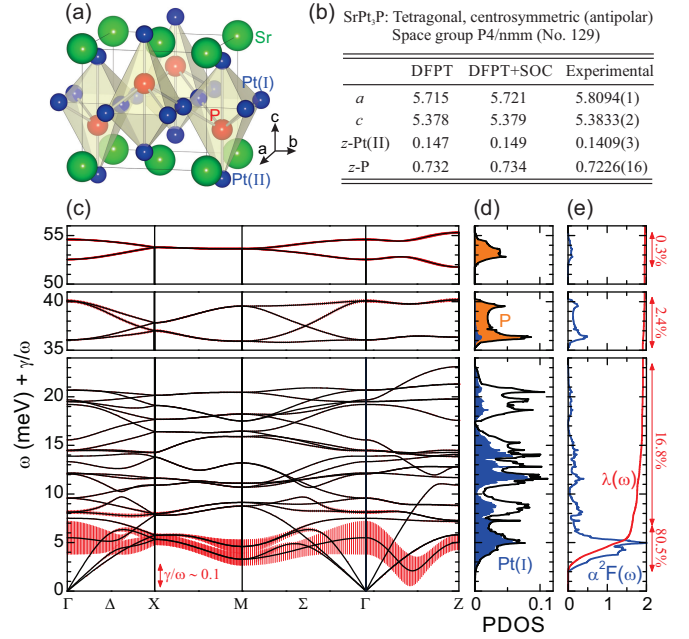 (a)
Sr
Pt(I)
P
c
b
a
Pt(II)
(b)
SrPt₃P: Tetragonal, centrosymmetric (antipolar)
Space group P4/nmm (No. 129)
DFPT DFPT+SOC Experimental
a 5.715 5.721 5.8094(1)
c 5.378 5.379 5.3833(2)
z-Pt(II) 0.147 0.149 0.1409(3)
z-P 0.732 0.734 0.7226(16)
(c)
(d)
(e)
55
50
0.3%
40
35
P
2.4%
ω (meV) + γ/ω
20
15
10
5
0
γ/ω ~ 0.1
Pt(I)
λ(ω)
α²F(ω)
16.8%
80.5%
Γ Δ X M Σ Γ Z
0.0 0.1
0 1 2
PDOS